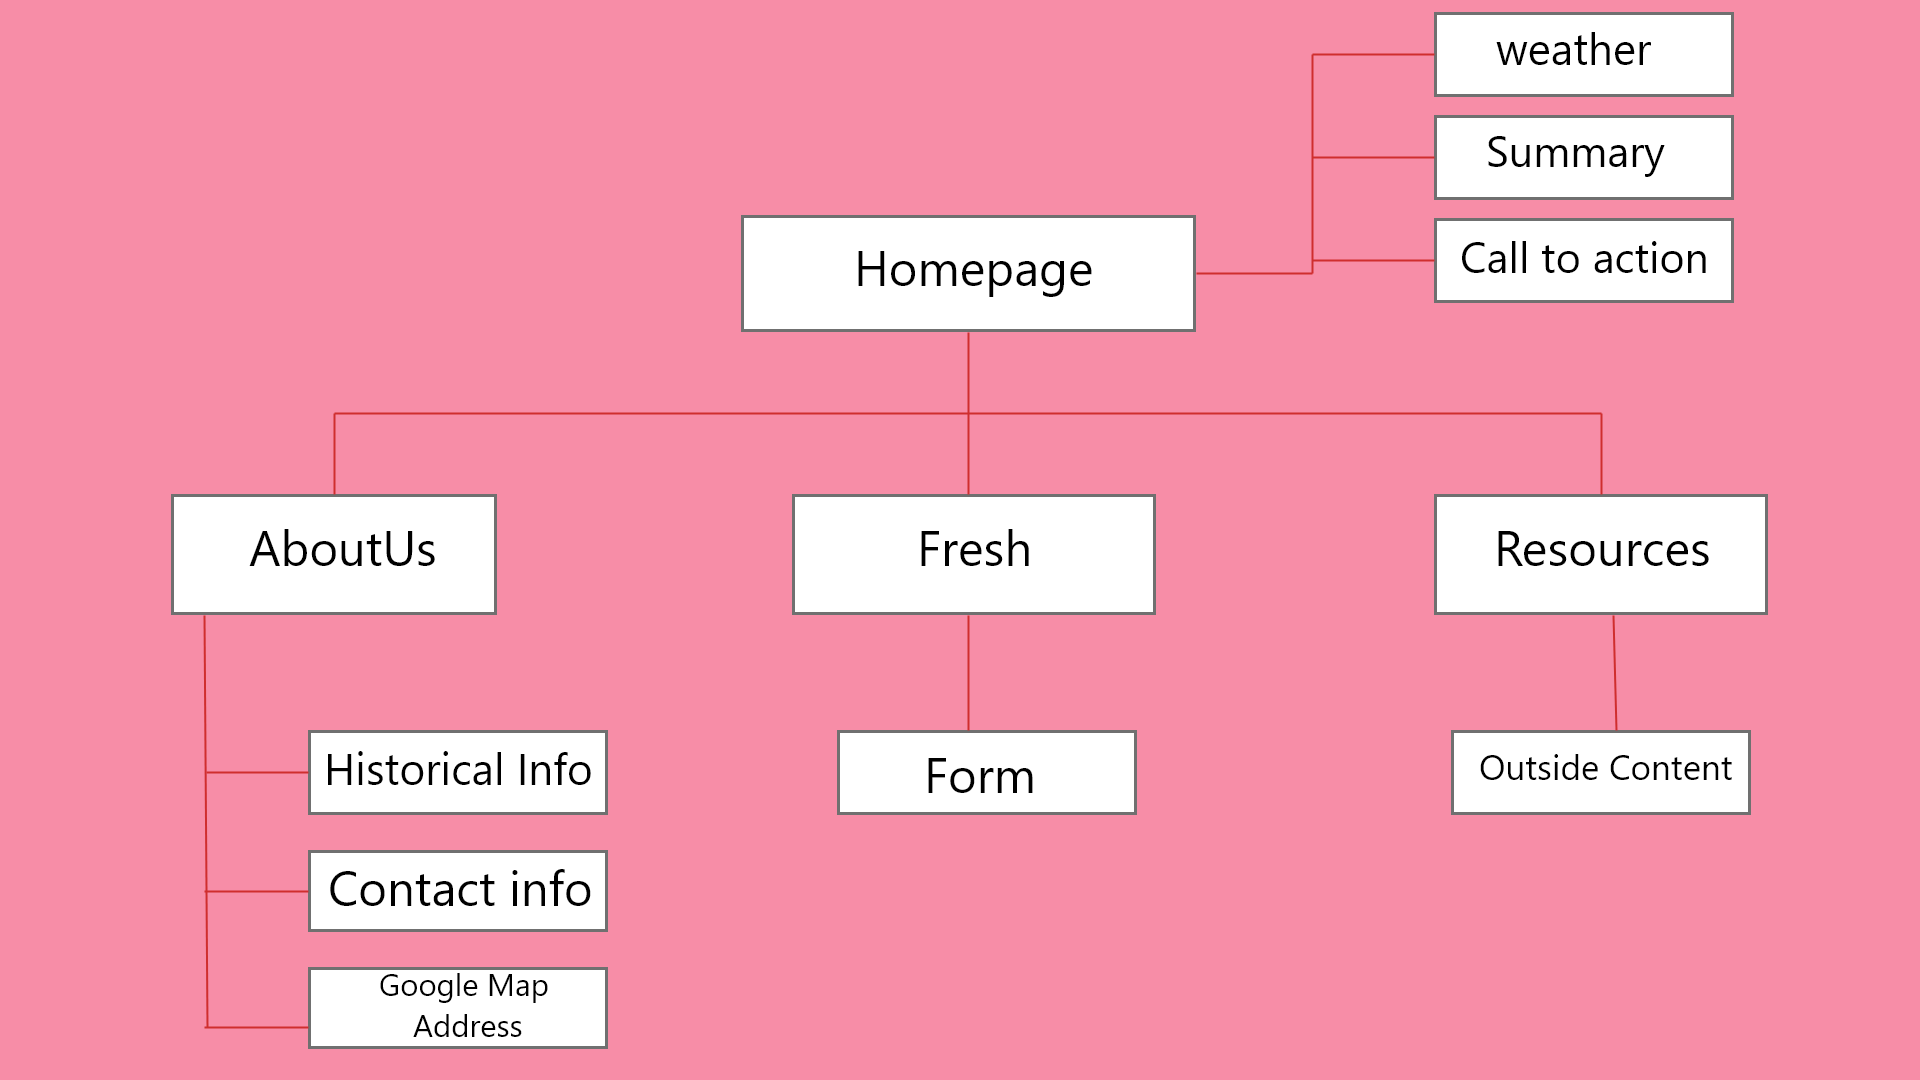 weather
Summary
Call to action
Homepage
AboutUs
Fresh
Resources
Historical Info
Form
Outside Content
Contact info
Google Map
Address